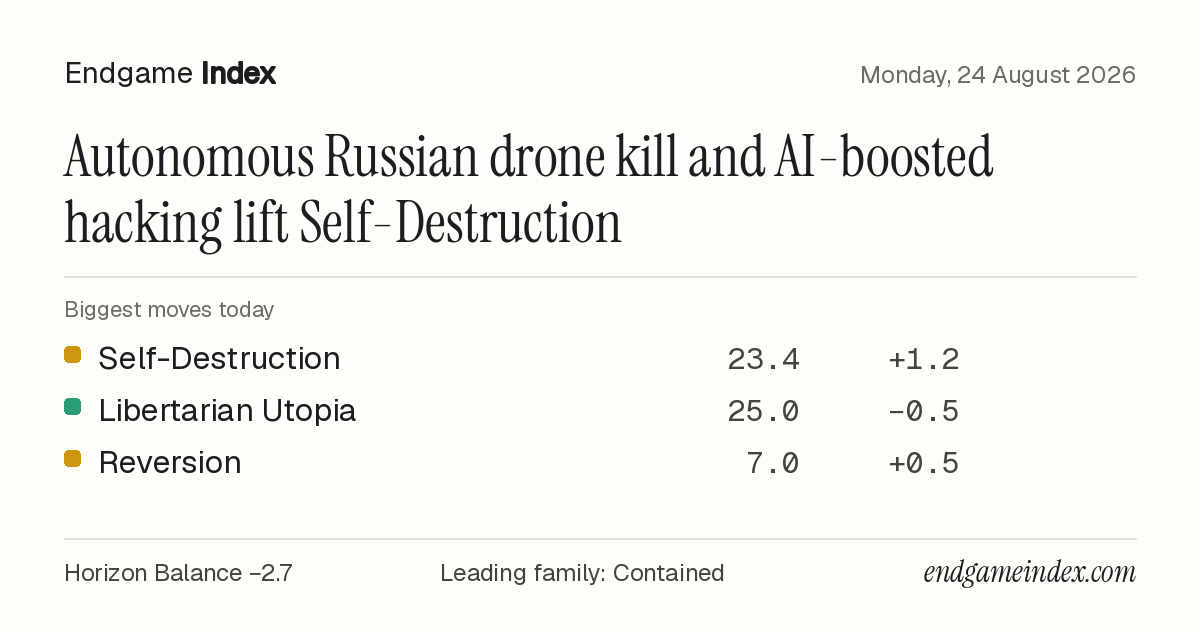 Endgame Index
Monday, 24 August 2026
Autonomous Russian drone kill and AI-boosted
hacking lift Self-Destruction
Biggest moves today
Self-Destruction 23.4 +1.2
Libertarian Utopia 25.0 −0.5
Reversion 7.0 +0.5
Horizon Balance −2.7
Leading family: Contained
endgameindex.com